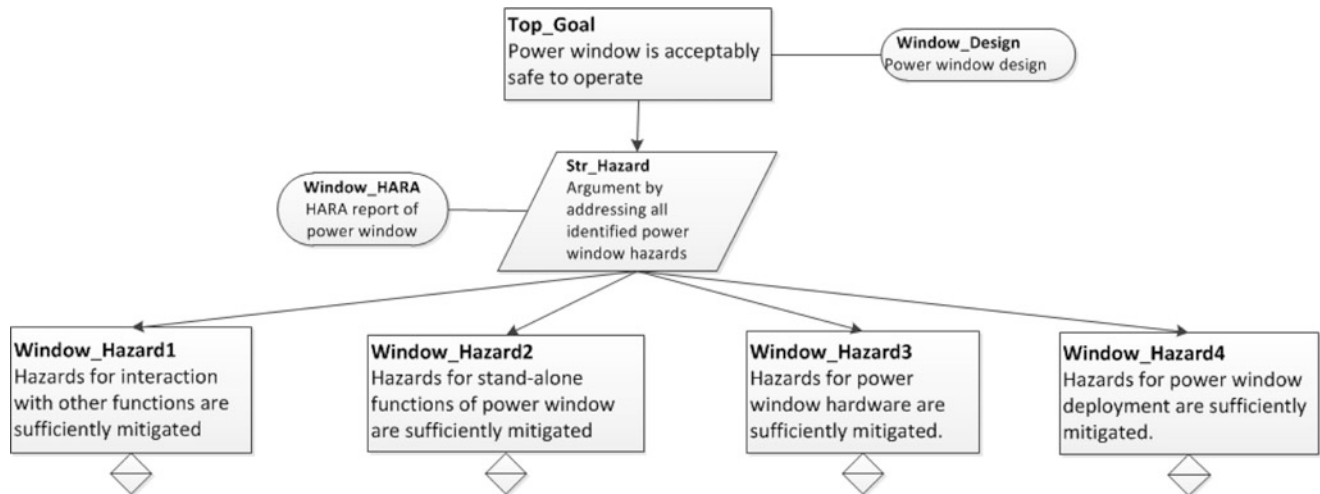 Top_Goal
Power window is acceptably
safe to operate
Window_Design
Power window design
Str_Hazard
Argument by
addressing all
identified power
window hazards
Window_HARA
HARA report of
power window
Window_Hazard1
Hazards for interaction
with other functions are
sufficiently mitigated
Window_Hazard2
Hazards for stand-alone
functions of power window
are sufficiently mitigated
Window_Hazard3
Hazards for power
window hardware are
sufficiently mitigated.
Window_Hazard4
Hazards for power window
deployment are sufficiently
mitigated.